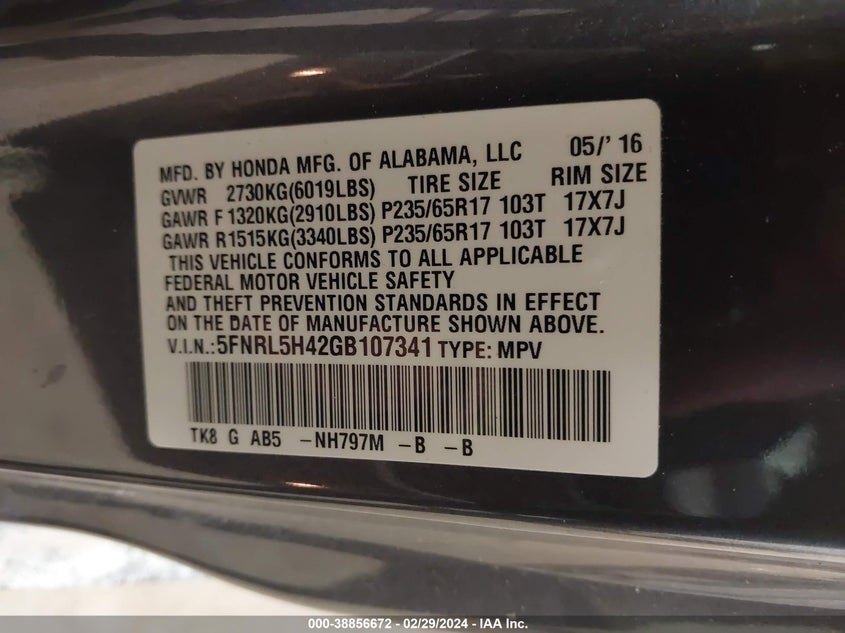 MFD. BY HONDA MFG. OF ALABAMA, LLC 05/' 16
GVWR 2730KG(6019LBS) TIRE SIZE RIM SIZE
GAWR F 1320KG(2910LBS) P235/65R17 103T 17X7J
GAWR R1515KG(3340LBS) P235/65R17 103T 17X7J
THIS VEHICLE CONFORMS TO ALL APPLICABLE
FEDERAL MOTOR VEHICLE SAFETY
AND THEFT PREVENTION STANDARDS IN EFFECT
ON THE DATE OF MANUFACTURE SHOWN ABOVE.
V.I.N.:5FNRL5H42GB107341 TYPE: MPV
TK8 G AB5 -NH797M -B -B
000-38856672 - 02/29/2024 - IAA Inc.